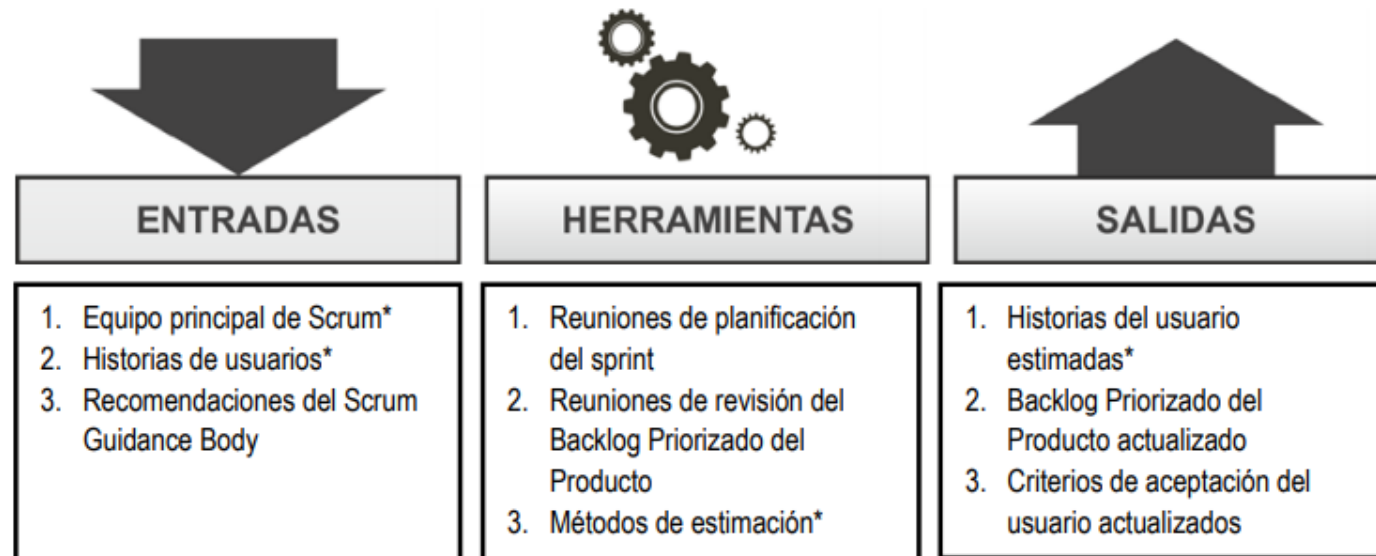 ENTRADAS
1. Equipo principal de Scrum*
2. Historias de usuarios*
3. Recomendaciones del Scrum
Guidance Body
HERRAMIENTAS
1. Reuniones de planificación
del sprint
2. Reuniones de revisión del
Backlog Priorizado del
Producto
3. Métodos de estimación*
SALIDAS
1. Historias del usuario
estimadas*
2. Backlog Priorizado del
Producto actualizado
3. Criterios de aceptación del
usuario actualizados